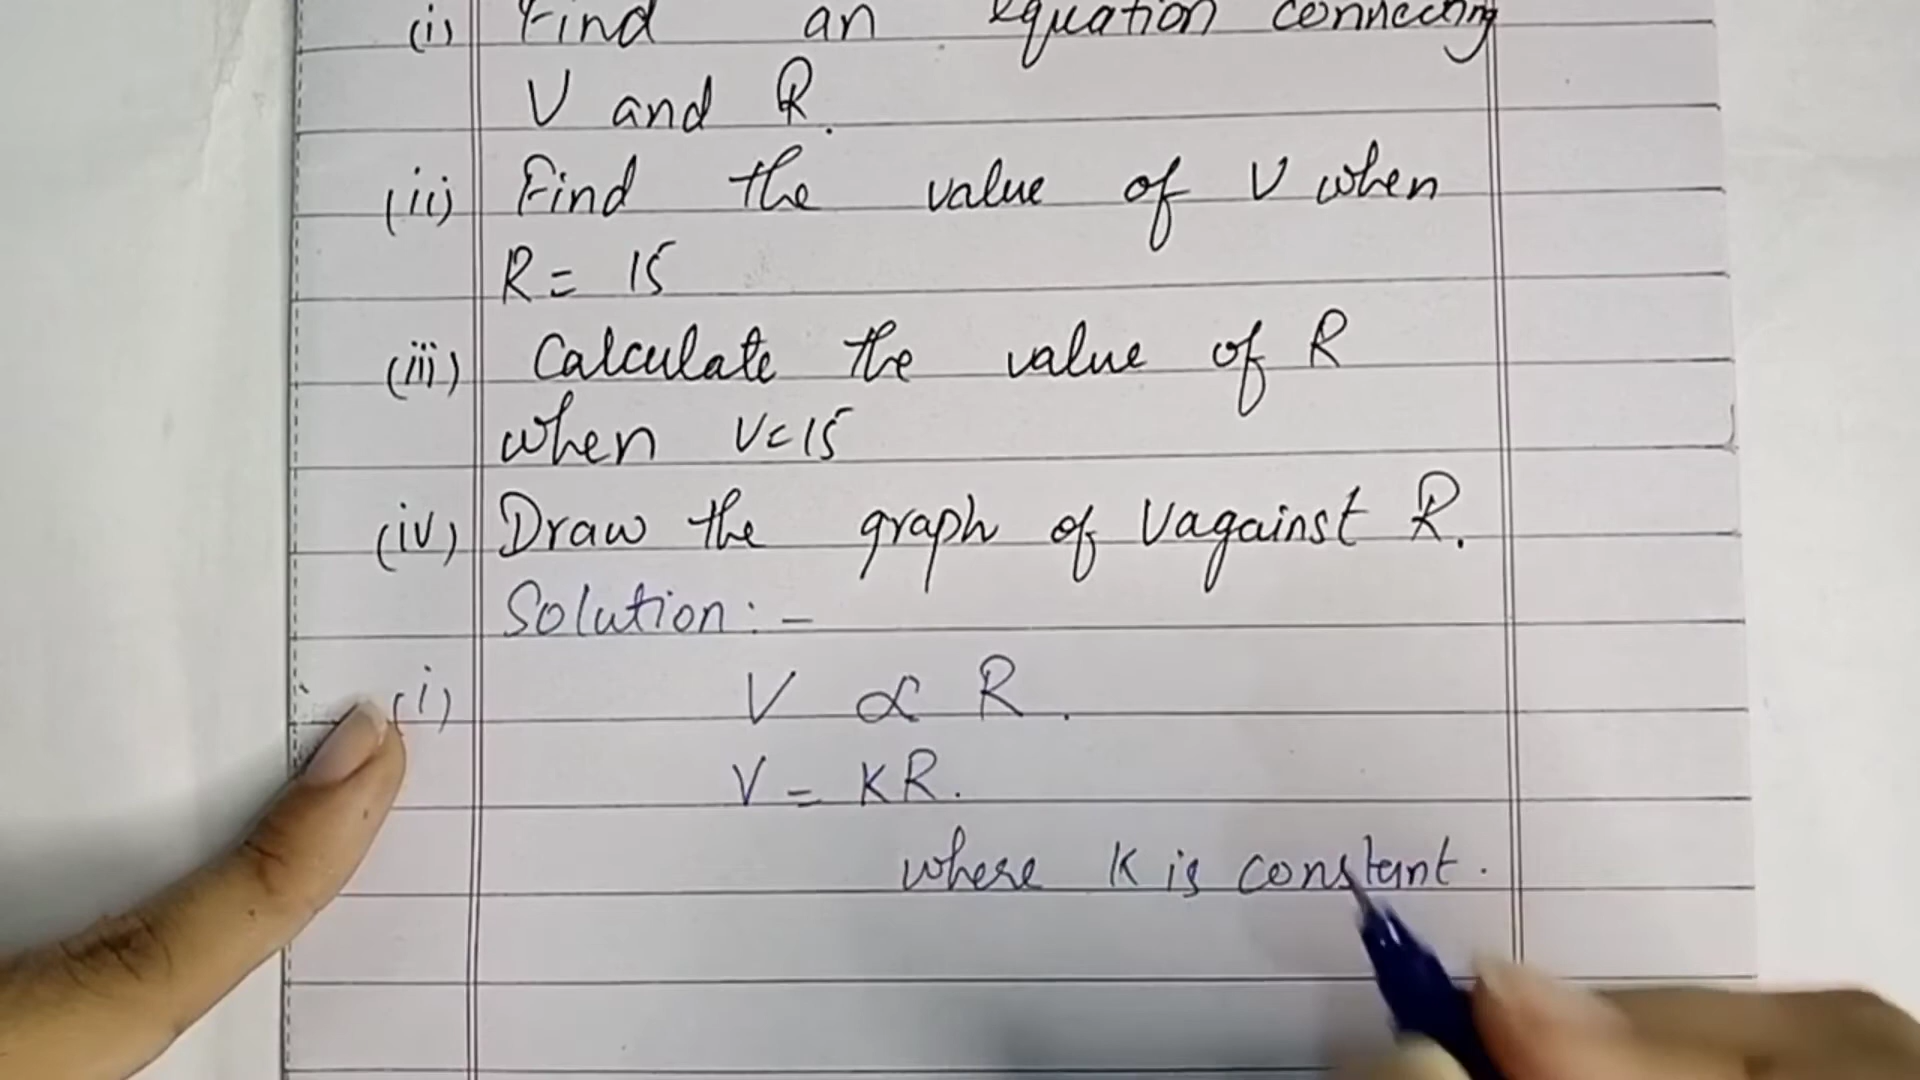 (i) Find an equation connecting
V and R.
(ii) Find the value of V when
R = 15
(iii) Calculate the value of R
when V=15
(iv) Draw the graph of V against R.
Solution:-
(i) V ∝ R.
V = KR.
where K is constant.